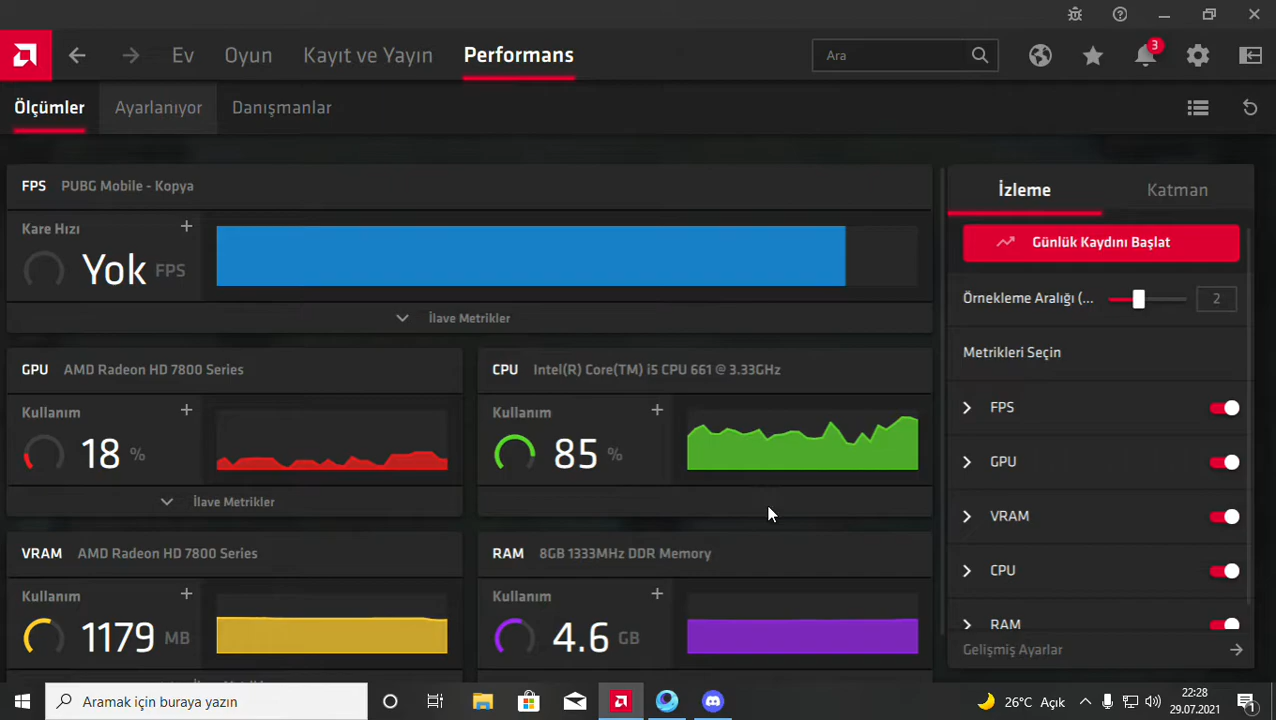 Ev Oyun Kayıt ve Yayın Performans Ara 3
Ölçümler Ayarlanıyor Danışmanlar
FPS PUBG Mobile - Kopya
Kare Hızı
Yok FPS
İlave Metrikler
GPU AMD Radeon HD 7800 Series
Kullanım
18 %
İlave Metrikler
CPU Intel(R) Core(TM) i5 CPU 661 @ 3.33GHz
Kullanım
85 %
VRAM AMD Radeon HD 7800 Series
Kullanım
1179 MB
RAM 8GB 1333MHz DDR Memory
Kullanım
4.6 GB
İzleme Katman
Günlük Kaydını Başlat
Örnekleme Aralığı (... 2
Metrikleri Seçin
FPS
GPU
VRAM
CPU
RAM
Gelişmiş Ayarlar
Aramak için buraya yazın
26°C Açık
22:28
29.07.2021
1